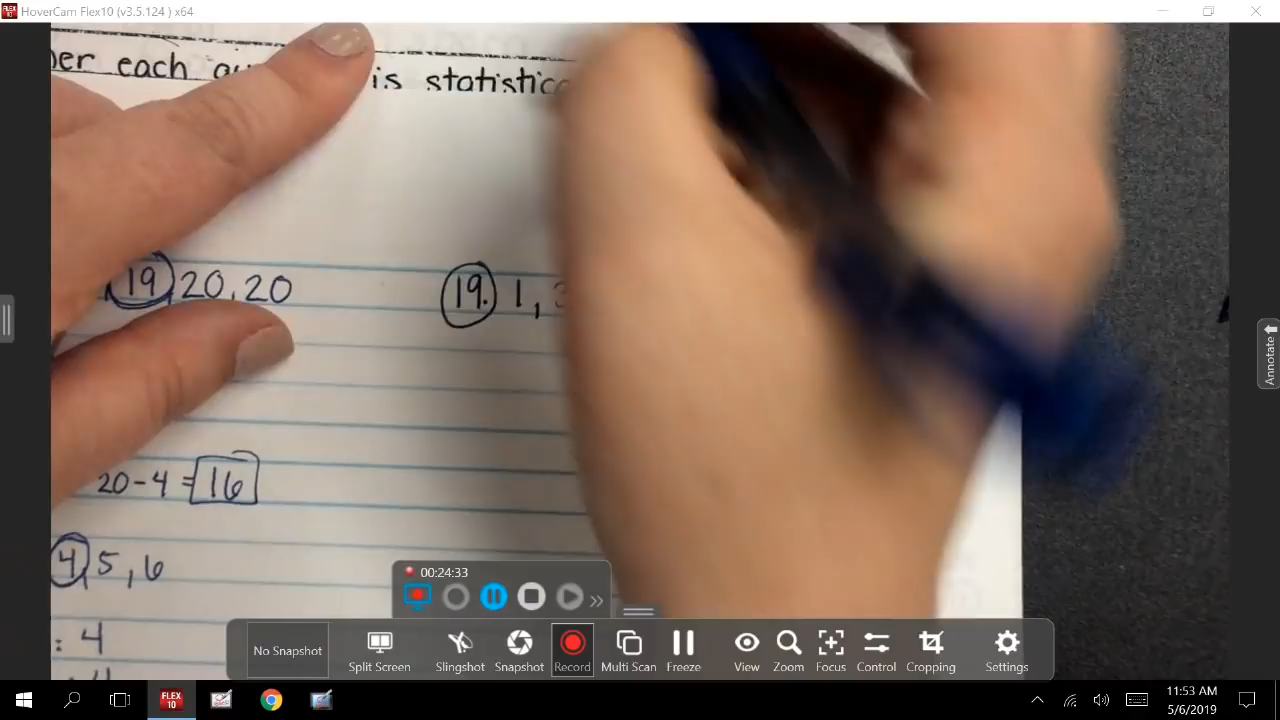 HoverCam Flex10 (v3.5.124 ) x64
each
is
19, 20, 20
19. 1,
20-4 = 16
4, 5, 6
: 4
00:24:33
No Snapshot
Split Screen
Slingshot
Snapshot
Record
Multi Scan
Freeze
View
Zoom
Focus
Control
Cropping
Settings
Annotate
FLEX 10
11:53 AM
5/6/2019